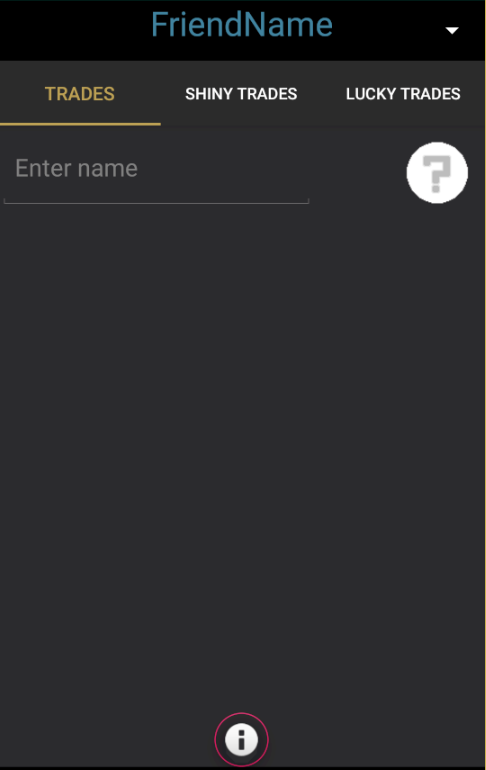 FriendName
TRADES SHINY TRADES LUCKY TRADES
Enter name
?
i